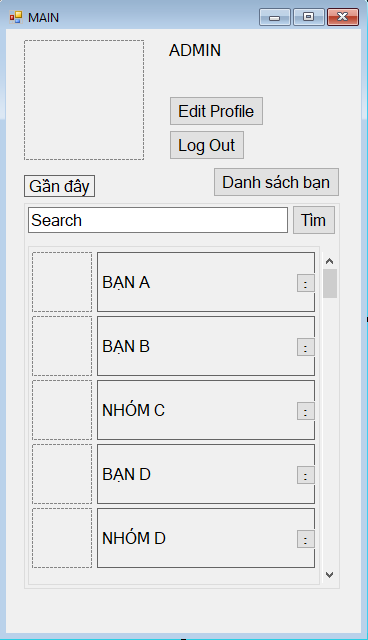 MAIN
ADMIN
Edit Profile
Log Out
Gần đây
Danh sách bạn
Search
Tìm
BẠN A
:
BẠN B
:
NHÓM C
:
BẠN D
:
NHÓM D
: